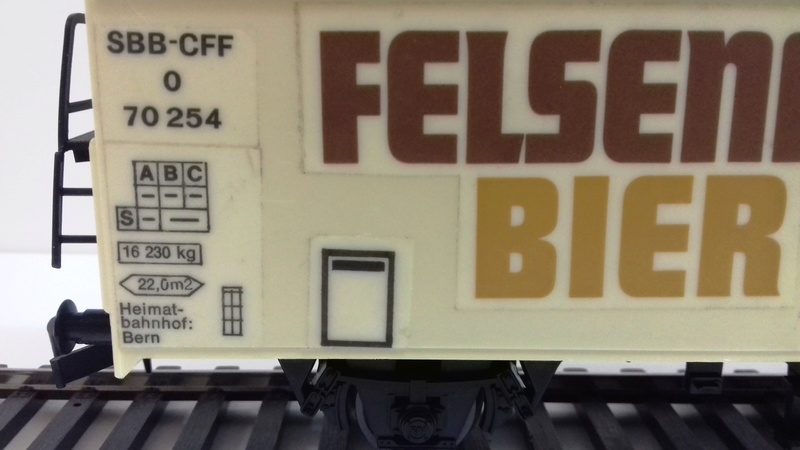 SBB-CFF
0
70 254
A B C
- - -
S - —
16 230 kg
22,0m2
Heimat-
bahnhof:
Bern
FELSEN
BIER